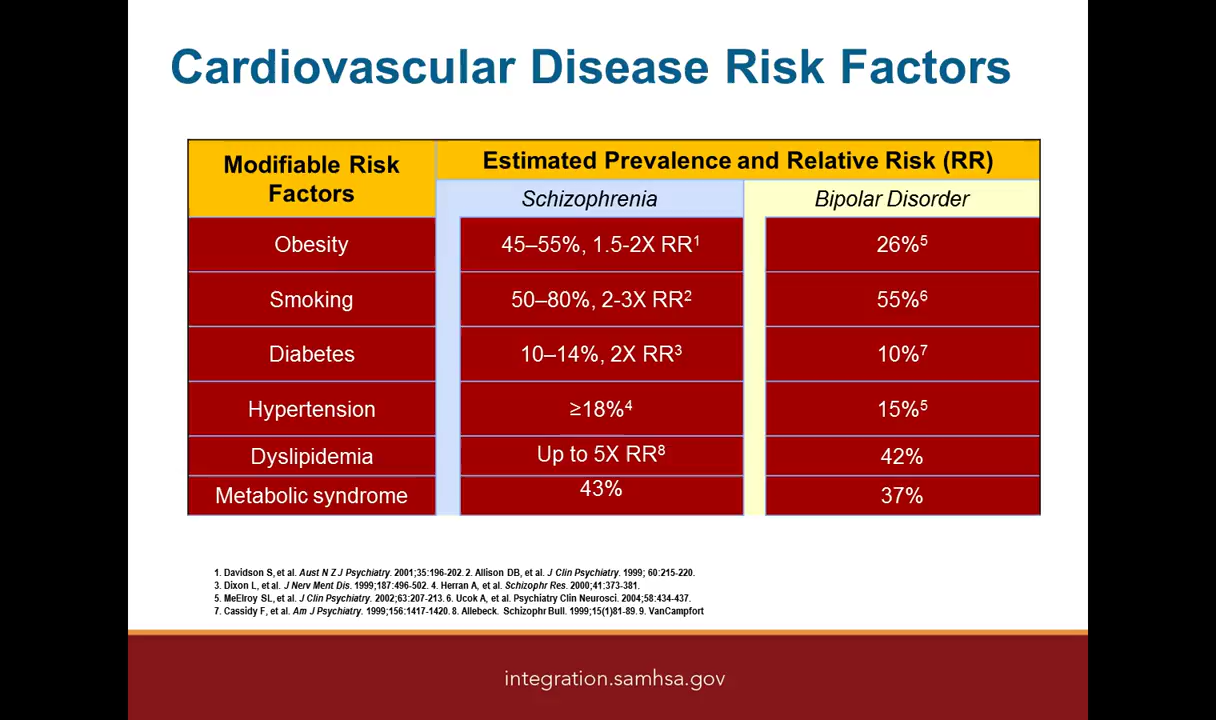 Cardiovascular Disease Risk Factors
Modifiable Risk
Factors
Estimated Prevalence and Relative Risk (RR)
Schizophrenia
Bipolar Disorder
Obesity
45–55%, 1.5-2X RR1
26%5
Smoking
50–80%, 2-3X RR2
55%6
Diabetes
10–14%, 2X RR3
10%7
Hypertension
≥18%4
15%5
Dyslipidemia
Up to 5X RR8
42%
Metabolic syndrome
43%
37%
1. Davidson S, et al. Aust N Z J Psychiatry. 2001;35:196-202. 2. Allison DB, et al. J Clin Psychiatry. 1999; 60:215-220.
3. Dixon L, et al. J Nerv Ment Dis. 1999;187:496-502. 4. Herran A, et al. Schizophr Res. 2000;41:373-381.
5. MeElroy SL, et al. J Clin Psychiatry. 2002;63:207-213. 6. Ucok A, et al. Psychiatry Clin Neurosci. 2004;58:434-437.
7. Cassidy F, et al. Am J Psychiatry. 1999;156:1417-1420. 8. Allebeck. Schizophr Bull. 1999;15(1)81-89. 9. VanCampfort
integration.samhsa.gov